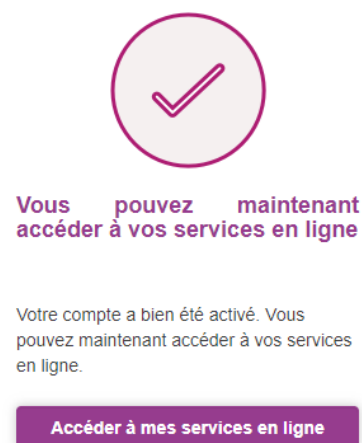 Vous pouvez maintenant
accéder à vos services en ligne
Votre compte a bien été activé. Vous
pouvez maintenant accéder à vos services
en ligne.
Accéder à mes services en ligne